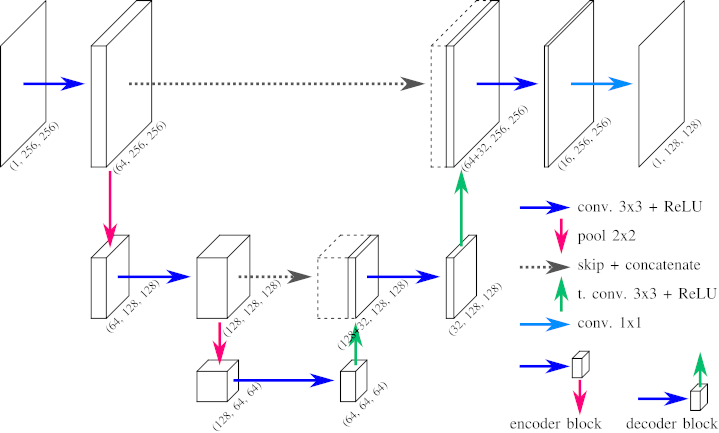 (1, 256, 256)
(64, 256, 256)
(64+32, 256, 256)
(16, 256, 256)
(1, 128, 128)
conv. 3x3 + ReLU
pool 2x2
skip + concatenate
t. conv. 3x3 + ReLU
conv. 1x1
(64, 128, 128)
(128, 128, 128)
(128+32, 128, 128)
(32, 128, 128)
(128, 64, 64)
(64, 64, 64)
encoder block
decoder block